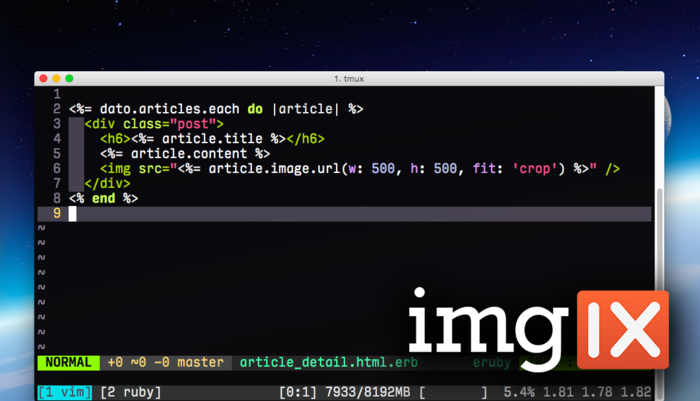 1. tmux
1
2 <%= dato.articles.each do |article| %>
3 <div class="post">
4 <h6><%= article.title %></h6>
5 <%= article.content %>
6 <img src="<%= article.image.url(w: 500, h: 500, fit: 'crop') %>" />
7 </div>
8 <% end %>
9
~
~
~
~
~
~
~
imgIX
NORMAL +0 ~0 -0 master article_detail.html.erb eruby
[1 vim] [2 ruby] [0:1] 7933/8192MB [ ] 5.4% 1.81 1.78 1.82